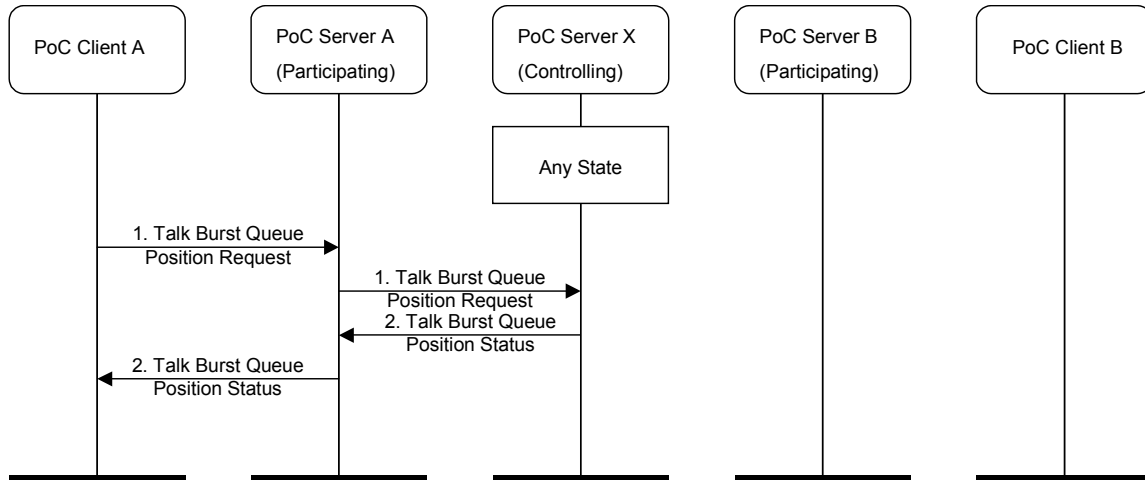 PoC Client A
PoC Server A
(Participating)
PoC Server X
(Controlling)
PoC Server B
(Participating)
PoC Client B
Any State
1. Talk Burst Queue
Position Request
1. Talk Burst Queue
Position Request
2. Talk Burst Queue
Position Status
2. Talk Burst Queue
Position Status